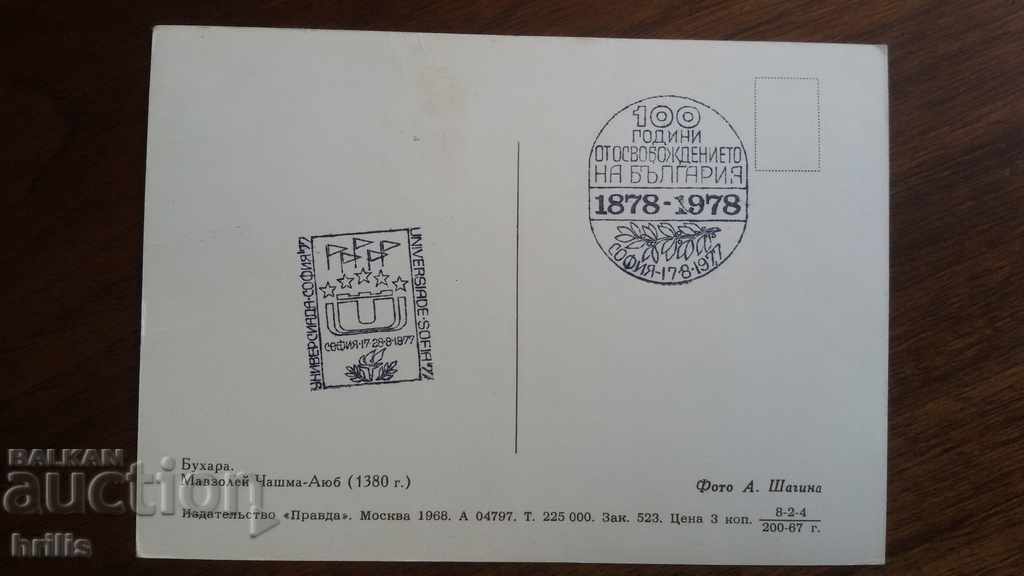 100
ГОДИНИ
ОТ ОСВОБОЖДЕНИЕТО
НА БЪЛГАРИЯ
1878-1978
СОФИЯ-17-8-1977
УНИВЕРСИАДА·СОФИЯ'77
UNIVERSIADE·SOFIA'77
СОФИЯ·17-28-8-1977
Бухара.
Мавзолей Чашма-Аюб (1380 г.)
Фото А. Шагина
Издательство «Правда». Москва 1968. А 04797. Т. 225 000. Зак. 523. Цена 3 коп. 8-2-4
200-67 г.
BALKAN
auction
hrilis